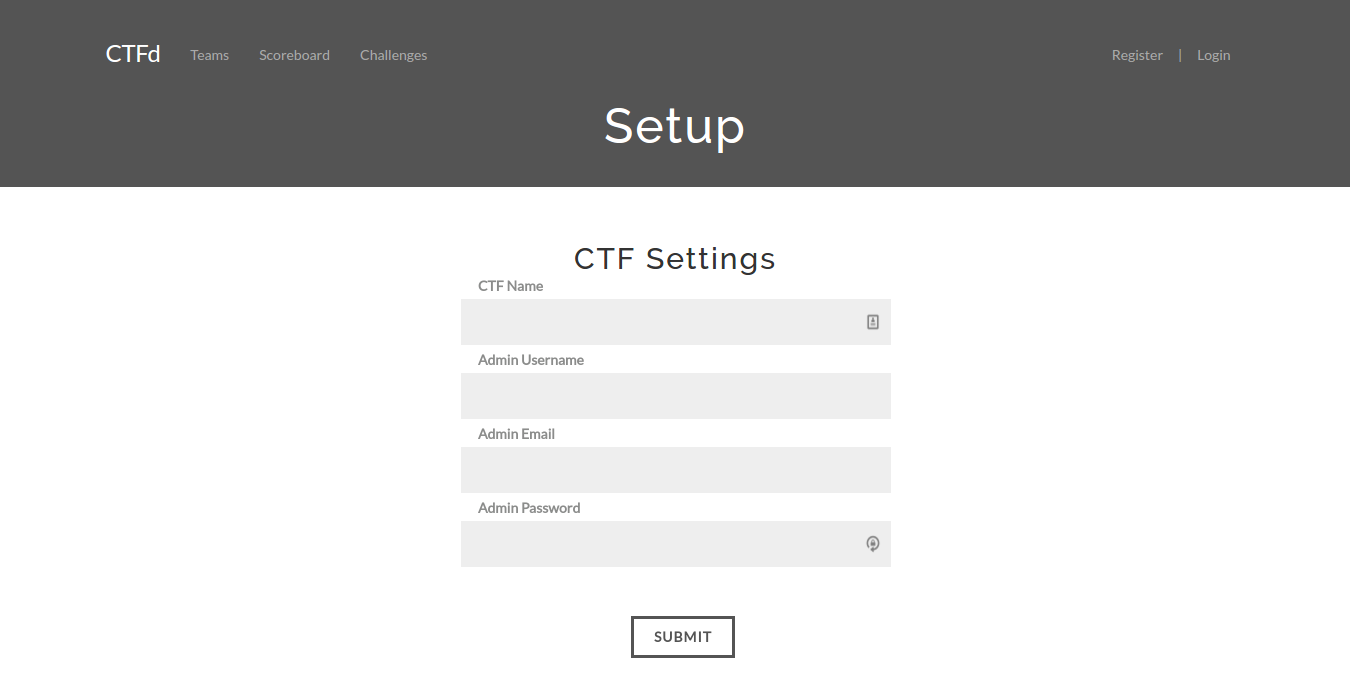 CTFd Teams Scoreboard Challenges Register | Login
Setup
CTF Settings
CTF Name
Admin Username
Admin Email
Admin Password
SUBMIT